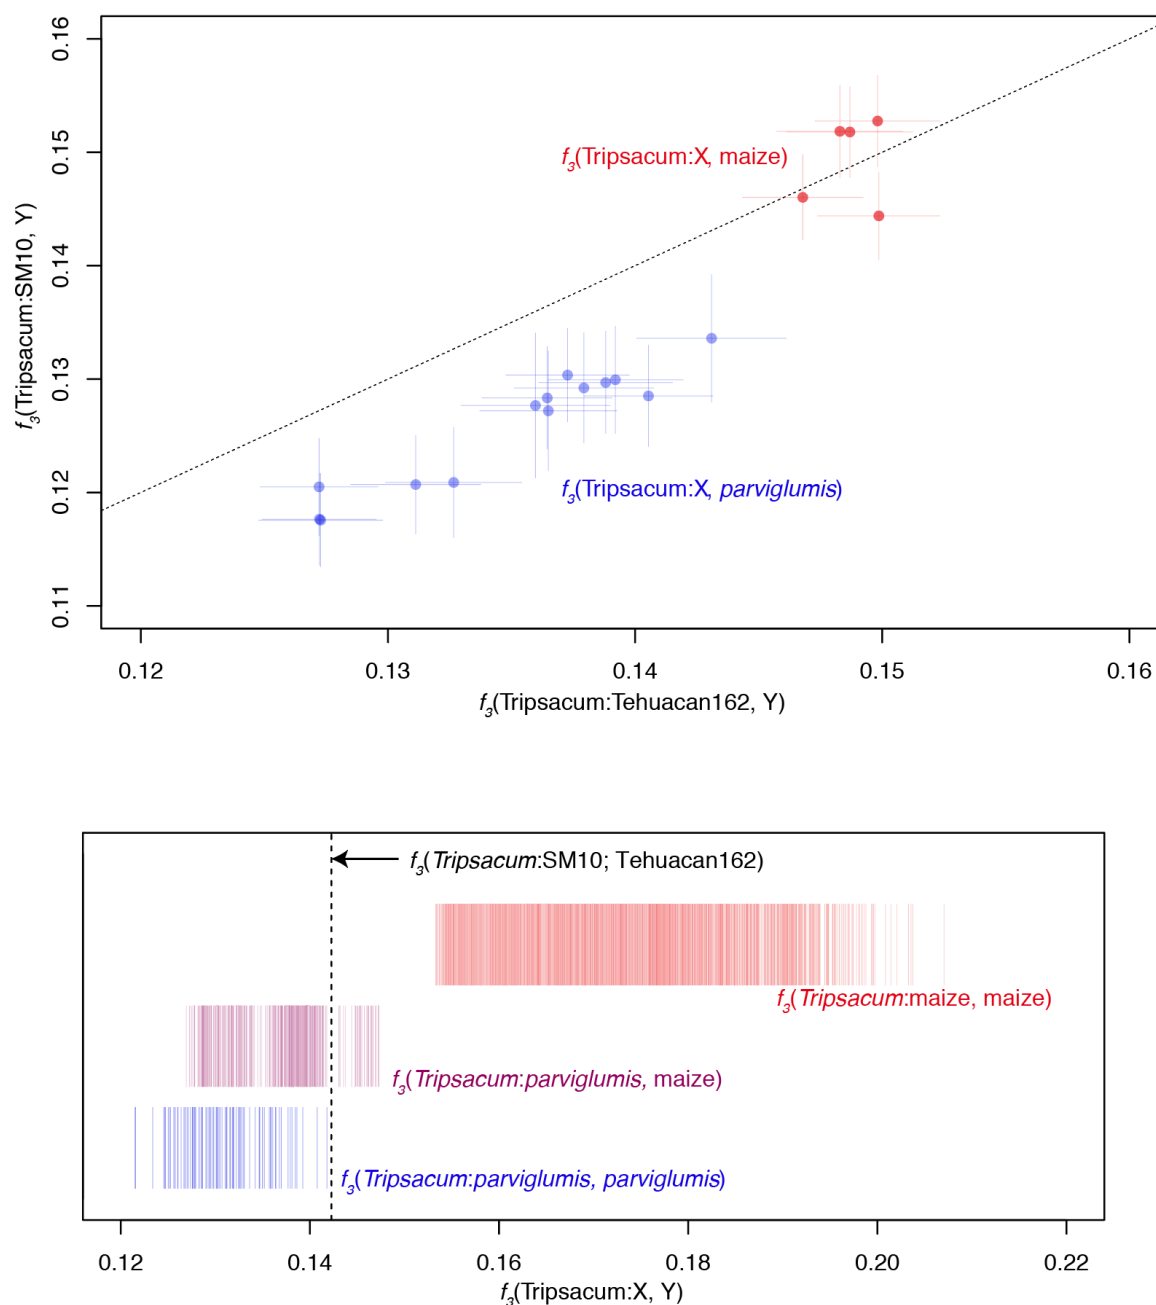 0.16
0.15
0.14
0.13
0.12
0.11
f3(Tripsacum:SM10, Y)
f3(Tripsacum:X, maize)
f3(Tripsacum:X, parviglumis)
0.12 0.13 0.14 0.15 0.16
f3(Tripsacum:Tehuacan162, Y)
f3(Tripsacum:SM10; Tehuacan162)
f3(Tripsacum:maize, maize)
f3(Tripsacum:parviglumis, maize)
f3(Tripsacum:parviglumis, parviglumis)
0.12 0.14 0.16 0.18 0.20 0.22
f3(Tripsacum:X, Y)